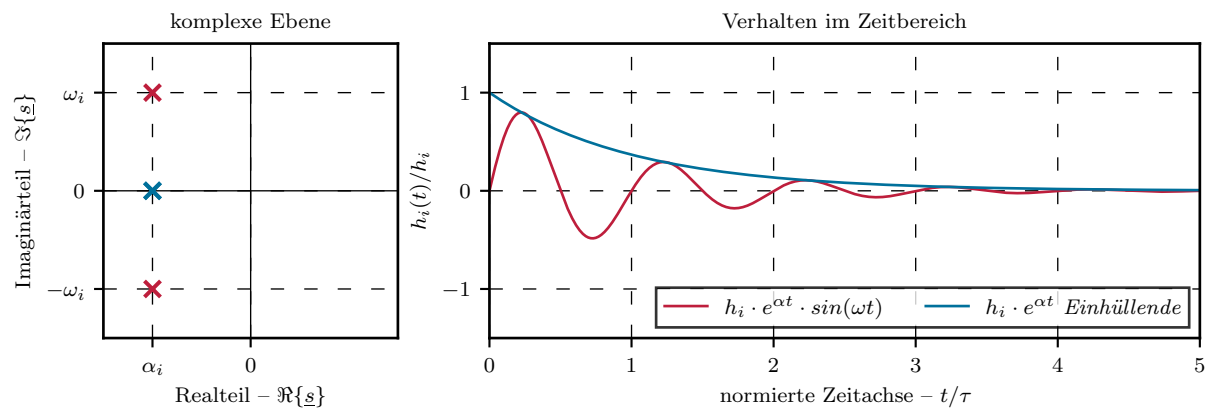 komplexe Ebene
Imaginärteil – ℑ{s}
ωᵢ
0
−ωᵢ
αᵢ
0
Realteil – ℜ{s}
Verhalten im Zeitbereich
hᵢ(t)/hᵢ
1
0
−1
hᵢ · e^{αt} · sin(ωt)
hᵢ · e^{αt} Einhüllende
0
1
2
3
4
5
normierte Zeitachse – t/τ